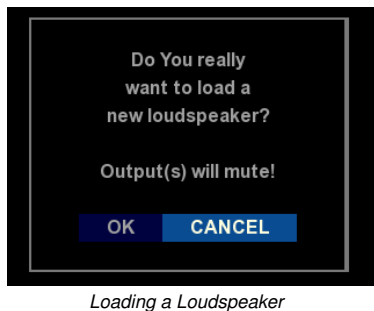 Do You really
want to load a
new loudspeaker?
Output(s) will mute!
OK CANCEL
Loading a Loudspeaker